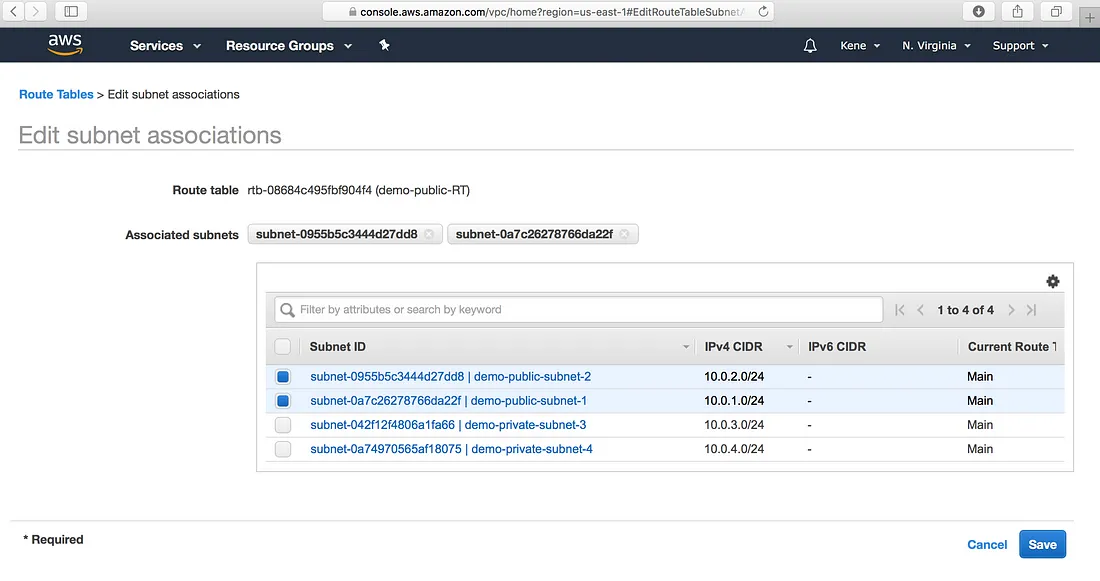 console.aws.amazon.com/vpc/home?region=us-east-1#EditRouteTableSubnetA
aws Services Resource Groups Kene N. Virginia Support
Route Tables > Edit subnet associations
Edit subnet associations
Route table rtb-08684c495fbf904f4 (demo-public-RT)
Associated subnets subnet-0955b5c3444d27dd8 subnet-0a7c26278766da22f
Filter by attributes or search by keyword 1 to 4 of 4
Subnet ID IPv4 CIDR IPv6 CIDR Current Route T
subnet-0955b5c3444d27dd8 | demo-public-subnet-2 10.0.2.0/24 - Main
subnet-0a7c26278766da22f | demo-public-subnet-1 10.0.1.0/24 - Main
subnet-042f12f4806a1fa66 | demo-private-subnet-3 10.0.3.0/24 - Main
subnet-0a74970565af18075 | demo-private-subnet-4 10.0.4.0/24 - Main
* Required
Cancel Save